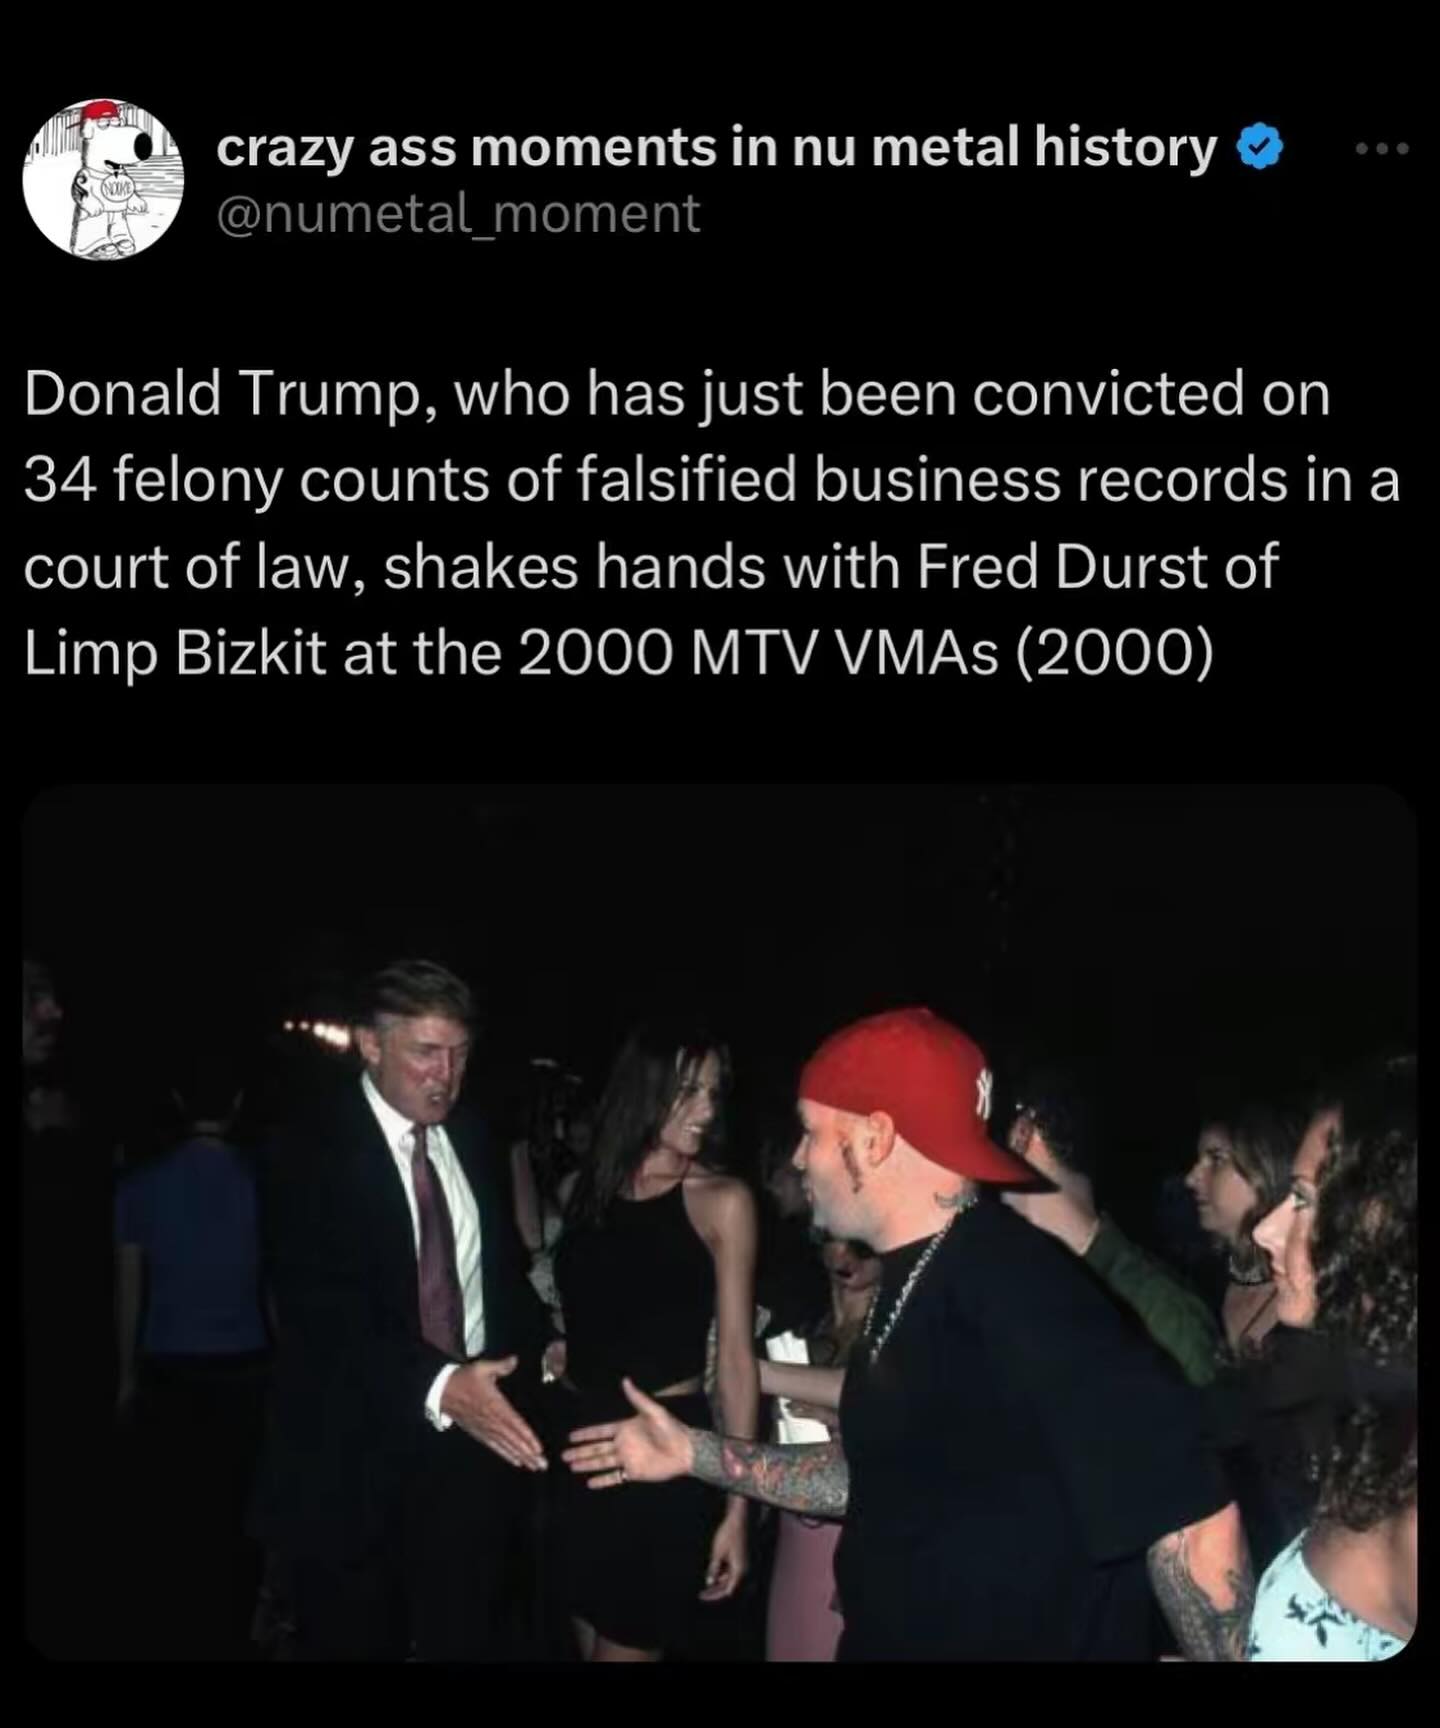 crazy ass moments in nu metal history
@numetal_moment
Donald Trump, who has just been convicted on
34 felony counts of falsified business records in a
court of law, shakes hands with Fred Durst of
Limp Bizkit at the 2000 MTV VMAs (2000)